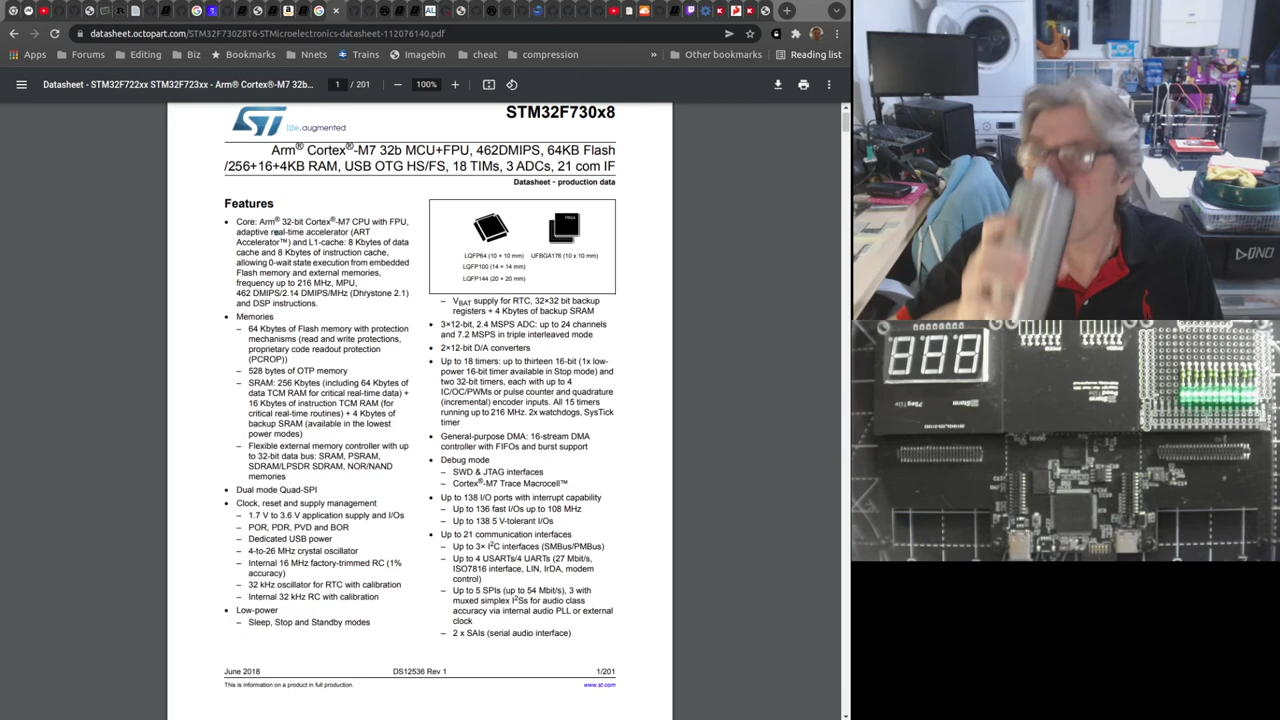 datasheet.octopart.com/STM32F730Z8T6-STMicroelectronics-datasheet-112076140.pdf
Apps Forums Editing Biz Bookmarks Nnets Trains Imagebin cheat compression » Other bookmarks Reading list
Datasheet - STM32F722xx STM32F723xx - Arm® Cortex®-M7 32b... 1 / 201 − 100% +
ST
life.augmented
STM32F730x8
Arm® Cortex®-M7 32b MCU+FPU, 462DMIPS, 64KB Flash
/256+16+4KB RAM, USB OTG HS/FS, 18 TIMs, 3 ADCs, 21 com IF
Datasheet - production data
Features
• Core: Arm® 32-bit Cortex®-M7 CPU with FPU,
adaptive real-time accelerator (ART
Accelerator™) and L1-cache: 8 Kbytes of data
cache and 8 Kbytes of instruction cache,
allowing 0-wait state execution from embedded
Flash memory and external memories,
frequency up to 216 MHz, MPU,
462 DMIPS/2.14 DMIPS/MHz (Dhrystone 2.1)
and DSP instructions.
• Memories
– 64 Kbytes of Flash memory with protection
mechanisms (read and write protections,
proprietary code readout protection
(PCROP))
– 528 bytes of OTP memory
– SRAM: 256 Kbytes (including 64 Kbytes of
data TCM RAM for critical real-time data) +
16 Kbytes of instruction TCM RAM (for
critical real-time routines) + 4 Kbytes of
backup SRAM (available in the lowest
power modes)
– Flexible external memory controller with up
to 32-bit data bus: SRAM, PSRAM,
SDRAM/LPSDR SDRAM, NOR/NAND
memories
• Dual mode Quad-SPI
• Clock, reset and supply management
– 1.7 V to 3.6 V application supply and I/Os
– POR, PDR, PVD and BOR
– Dedicated USB power
– 4-to-26 MHz crystal oscillator
– Internal 16 MHz factory-trimmed RC (1%
accuracy)
– 32 kHz oscillator for RTC with calibration
– Internal 32 kHz RC with calibration
• Low-power
– Sleep, Stop and Standby modes
FBGA
LQFP64 (10 × 10 mm) UFBGA176 (10 x 10 mm)
LQFP100 (14 × 14 mm)
LQFP144 (20 × 20 mm)
– VBAT supply for RTC, 32×32 bit backup
registers + 4 Kbytes of backup SRAM
• 3×12-bit, 2.4 MSPS ADC: up to 24 channels
and 7.2 MSPS in triple interleaved mode
• 2×12-bit D/A converters
• Up to 18 timers: up to thirteen 16-bit (1x low-
power 16-bit timer available in Stop mode) and
two 32-bit timers, each with up to 4
IC/OC/PWMs or pulse counter and quadrature
(incremental) encoder inputs. All 15 timers
running up to 216 MHz. 2x watchdogs, SysTick
timer
• General-purpose DMA: 16-stream DMA
controller with FIFOs and burst support
• Debug mode
– SWD & JTAG interfaces
– Cortex®-M7 Trace Macrocell™
• Up to 138 I/O ports with interrupt capability
– Up to 136 fast I/Os up to 108 MHz
– Up to 138 5 V-tolerant I/Os
• Up to 21 communication interfaces
– Up to 3× I2C interfaces (SMBus/PMBus)
– Up to 4 USARTs/4 UARTs (27 Mbit/s,
ISO7816 interface, LIN, IrDA, modem
control)
– Up to 5 SPIs (up to 54 Mbit/s), 3 with
muxed simplex I2Ss for audio class
accuracy via internal audio PLL or external
clock
– 2 x SAIs (serial audio interface)
June 2018 DS12536 Rev 1 1/201
This is information on a product in full production. www.st.com